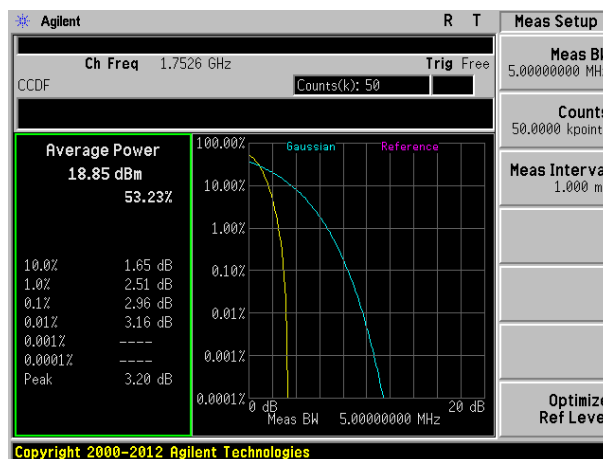 Agilent R T Meas Setup
Ch Freq 1.7526 GHz Trig Free
CCDF Counts(k): 50
Meas B
5.00000000 MH
Counts
50.0000 kpoint
Meas Interva
1.000 m
Optimize
Ref Leve
Average Power
18.85 dBm
53.23%
10.0% 1.65 dB
1.0% 2.51 dB
0.1% 2.96 dB
0.01% 3.16 dB
0.001% ----
0.0001% ----
Peak 3.20 dB
Gaussian Reference
100.00%
10.00%
1.00%
0.10%
0.01%
0.001%
0.0001%
0 dB 20 dB
Meas BW 5.00000000 MHz
Copyright 2000-2012 Agilent Technologies